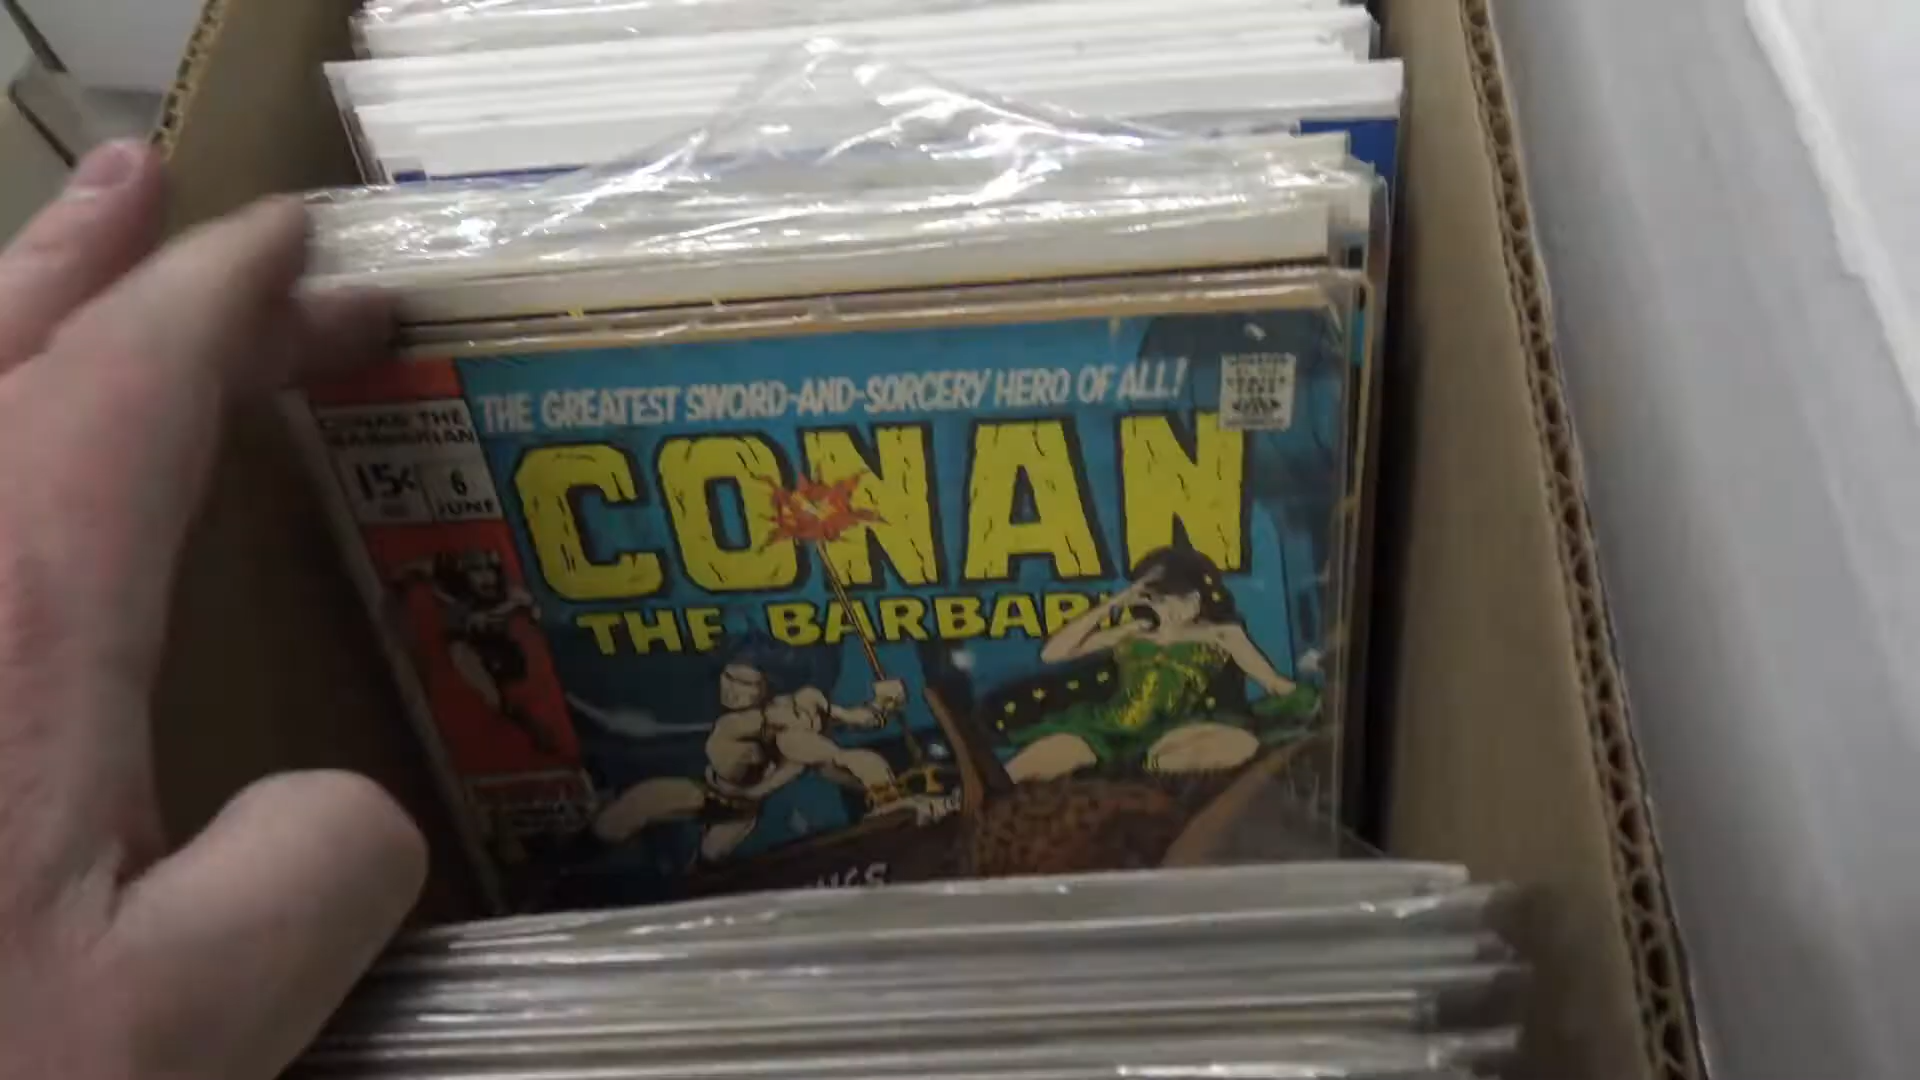 THE GREATEST SWORD-AND-SORCERY HERO OF ALL!
CONAN THE
BARBARIAN
15¢
6
JUNE
CONAN
THE BARBARI